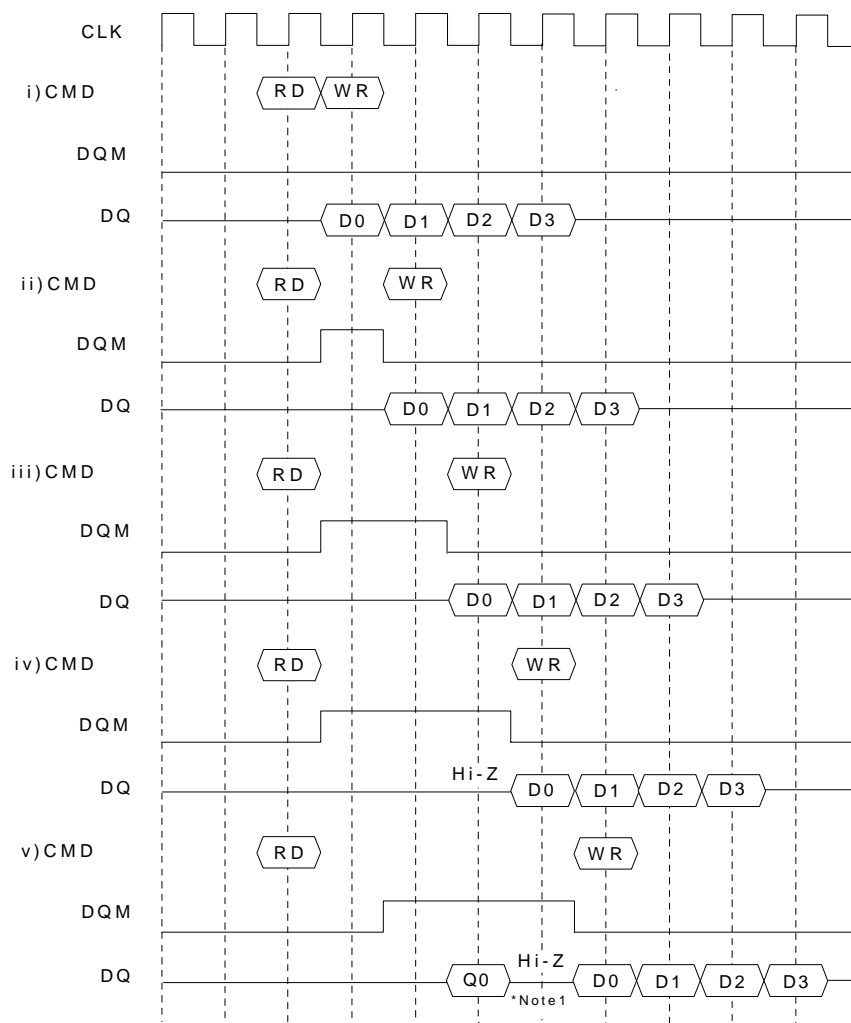 CLK
i)CMD RD WR
DQM
DQ D0 D1 D2 D3
ii)CMD RD WR
DQM
DQ D0 D1 D2 D3
iii)CMD RD WR
DQM
DQ D0 D1 D2 D3
iv)CMD RD WR
DQM
Hi-Z
DQ D0 D1 D2 D3
v)CMD RD WR
DQM
Hi-Z
DQ Q0 D0 D1 D2 D3
*Note1